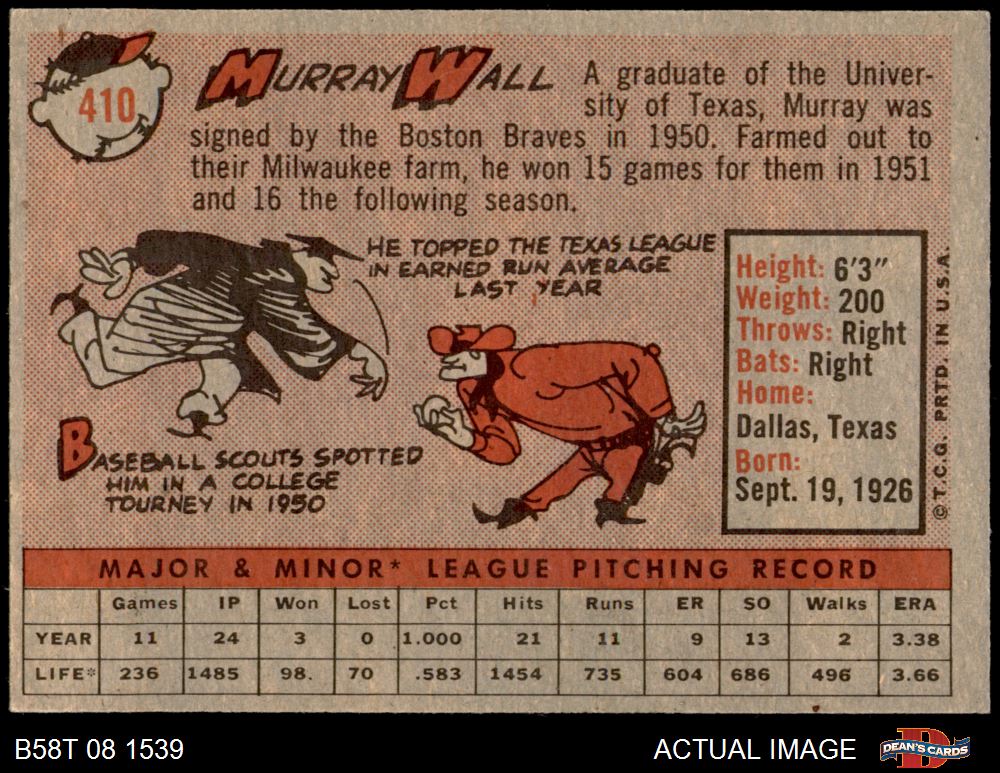 410
MURRAY WALL
A graduate of the Univer-
sity of Texas, Murray was
signed by the Boston Braves in 1950. Farmed out to
their Milwaukee farm, he won 15 games for them in 1951
and 16 the following season.
HE TOPPED THE TEXAS LEAGUE
IN EARNED RUN AVERAGE
LAST YEAR
BASEBALL SCOUTS SPOTTED
HIM IN A COLLEGE
TOURNEY IN 1950
Height: 6'3"
Weight: 200
Throws: Right
Bats: Right
Home:
Dallas, Texas
Born:
Sept. 19, 1926
©T.C.G. PRTD. IN U.S.A.
MAJOR & MINOR* LEAGUE PITCHING RECORD
Games IP Won Lost Pct Hits Runs ER SO Walks ERA
YEAR 11 24 3 0 1.000 21 11 9 13 2 3.38
LIFE* 236 1485 98. 70 .583 1454 735 604 686 496 3.66
B58T 08 1539 ACTUAL IMAGE DEAN'S CARDS